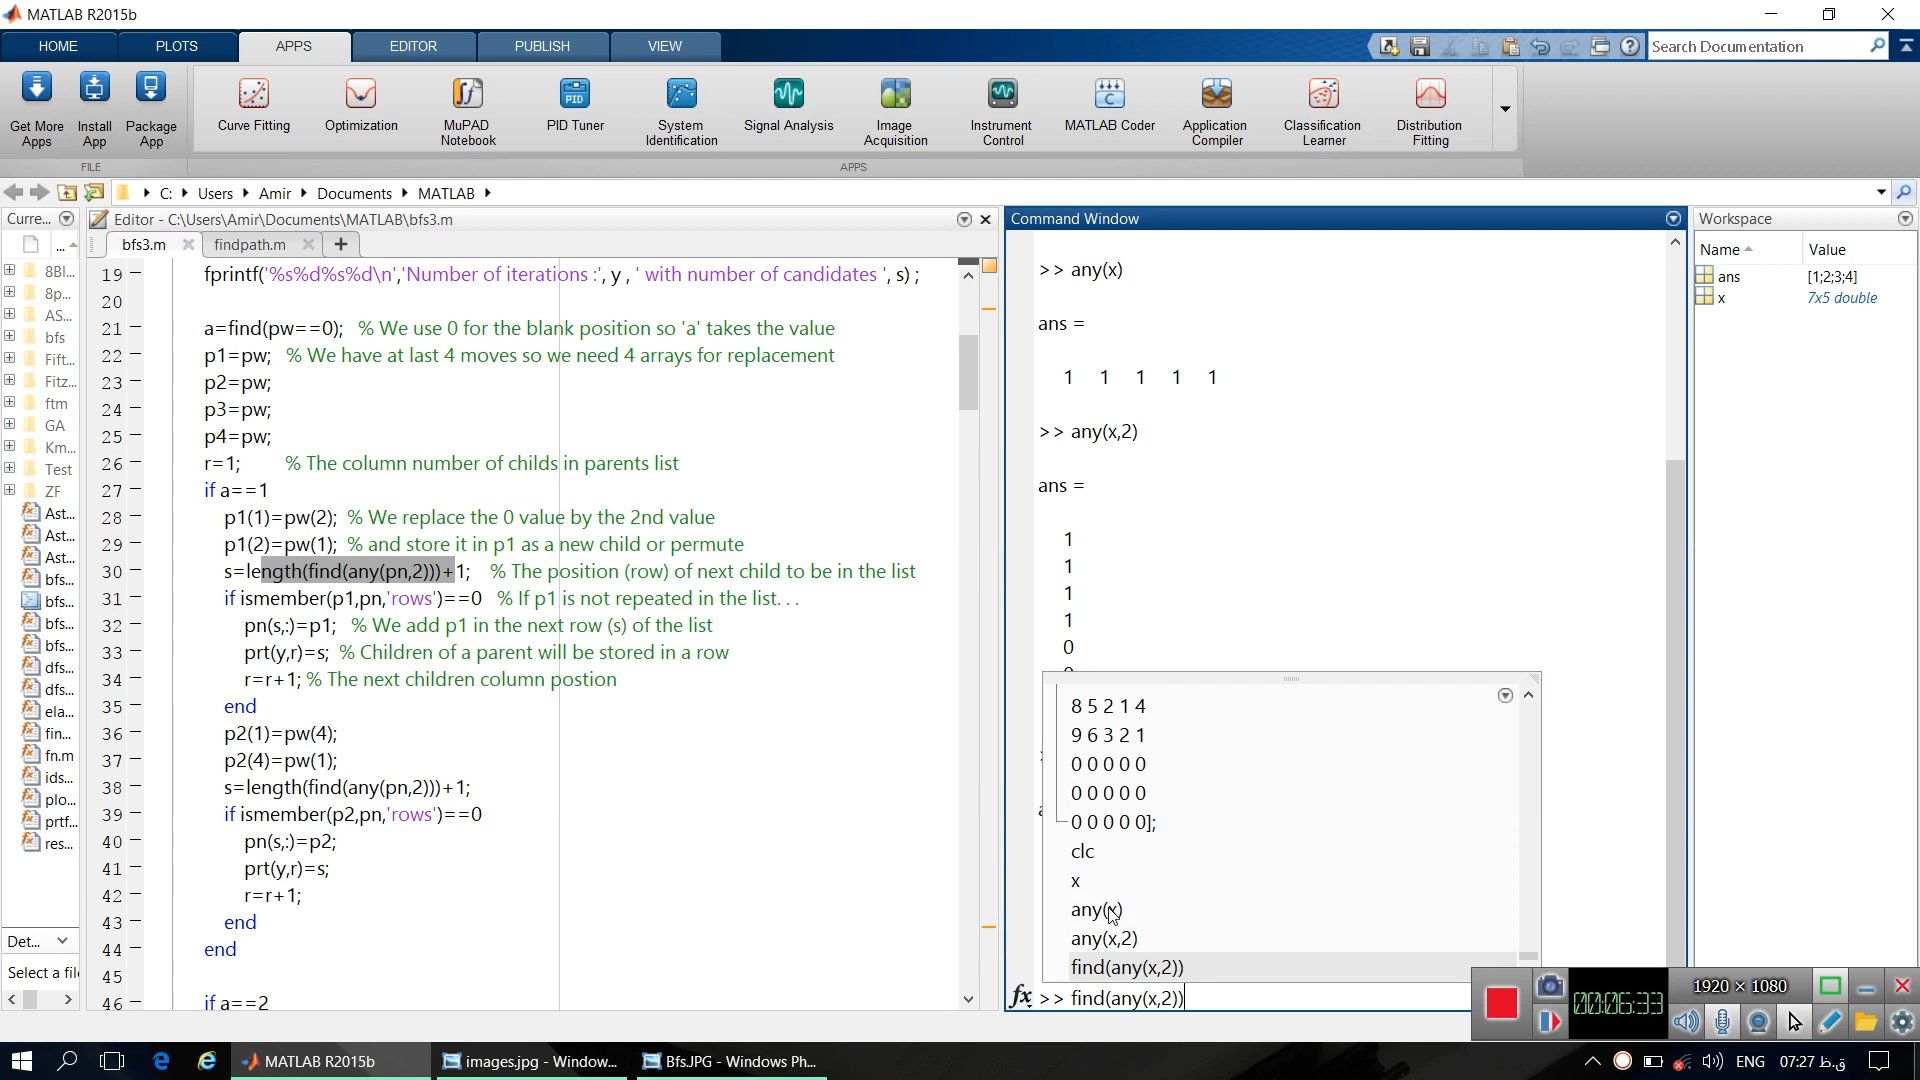 MATLAB R2015b
HOME
PLOTS
APPS
EDITOR
PUBLISH
VIEW
Search Documentation
Get More Apps
Install App
Package App
Curve Fitting
Optimization
MuPAD Notebook
PID
PID Tuner
System Identification
Signal Analysis
Image Acquisition
Instrument Control
MATLAB Coder
Application Compiler
Classification Learner
Distribution Fitting
FILE
APPS
C: Users Amir Documents MATLAB
Curre...
Editor - C:\Users\Amir\Documents\MATLAB\bfs3.m
bfs3.m
findpath.m
...
8Bl...
8p...
AS...
bfs
Fift...
Fitz...
ftm
GA
Km...
Test
ZF
Ast...
Ast...
Ast...
bfs...
bfs...
bfs...
bfs...
dfs...
dfs...
ela...
fin...
fn.m
ids...
plo...
prtf...
res...
Det...
Select a file
19 fprintf('%s%d%s%d\n','Number of iterations :', y , ' with number of candidates ', s) ;
20
21 a=find(pw==0); % We use 0 for the blank position so 'a' takes the value
22 p1=pw; % We have at last 4 moves so we need 4 arrays for replacement
23 p2=pw;
24 p3=pw;
25 p4=pw;
26 r=1; % The column number of childs in parents list
27 if a==1
28 p1(1)=pw(2); % We replace the 0 value by the 2nd value
29 p1(2)=pw(1); % and store it in p1 as a new child or permute
30 s=length(find(any(pn,2)))+1; % The position (row) of next child to be in the list
31 if ismember(p1,pn,'rows')==0 % If p1 is not repeated in the list. . .
32 pn(s,:)=p1; % We add p1 in the next row (s) of the list
33 prt(y,r)=s; % Children of a parent will be stored in a row
34 r=r+1; % The next children column postion
35 end
36 p2(1)=pw(4);
37 p2(4)=pw(1);
38 s=length(find(any(pn,2)))+1;
39 if ismember(p2,pn,'rows')==0
40 pn(s,:)=p2;
41 prt(y,r)=s;
42 r=r+1;
43 end
44 end
45
46 if a==2
Command Window
>> any(x)
ans =
1 1 1 1 1
>> any(x,2)
ans =
1
1
1
1
0
8 5 2 1 4
9 6 3 2 1
0 0 0 0 0
0 0 0 0 0
0 0 0 0 0];
clc
x
any(x)
any(x,2)
find(any(x,2))
fx >> find(any(x,2))
Workspace
Name Value
ans [1;2;3;4]
x 7x5 double
00:06:33
1920 × 1080
MATLAB R2015b
images.jpg - Window...
Bfs.JPG - Windows Ph...
ENG
07:27 ق.ظ